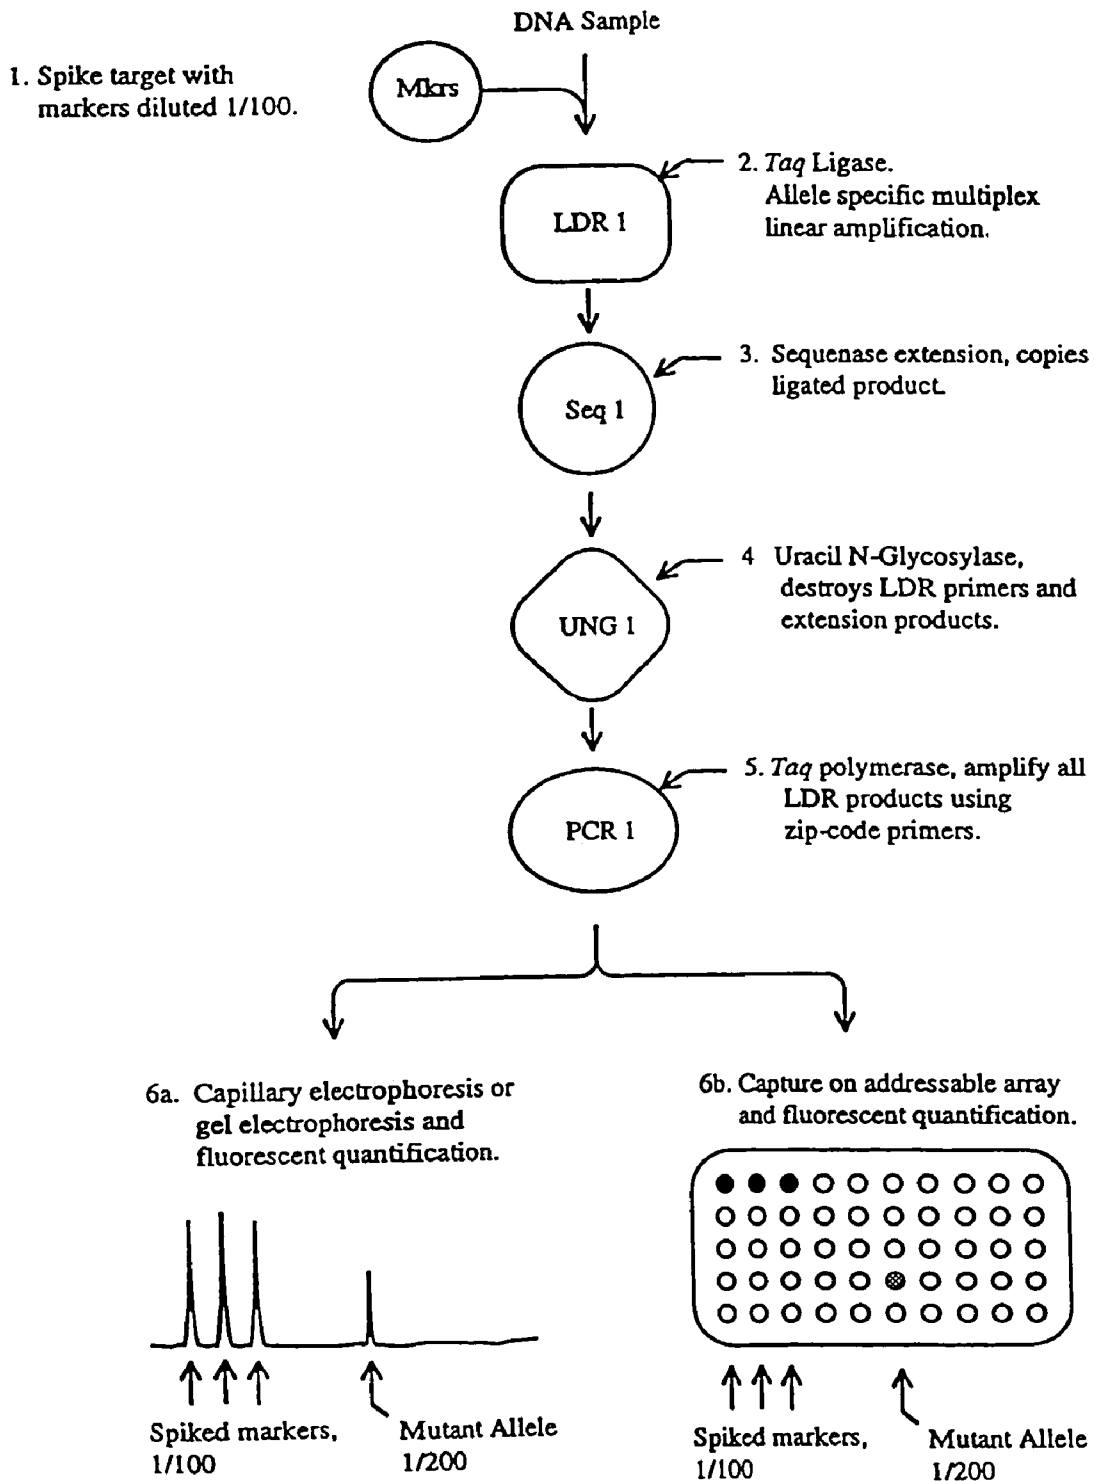 DNA Sample
1. Spike target with
markers diluted 1/100.
Mkrs
2. Taq Ligase.
Allele specific multiplex
linear amplification.
LDR 1
3. Sequenase extension, copies
ligated product.
Seq 1
4 Uracil N-Glycosylase,
destroys LDR primers and
extension products.
UNG 1
5. Taq polymerase, amplify all
LDR products using
zip-code primers.
PCR 1
6a. Capillary electrophoresis or
gel electrophoresis and
fluorescent quantification.
Spiked markers,
1/100
Mutant Allele
1/200
6b. Capture on addressable array
and fluorescent quantification.
Spiked markers,
1/100
Mutant Allele
1/200